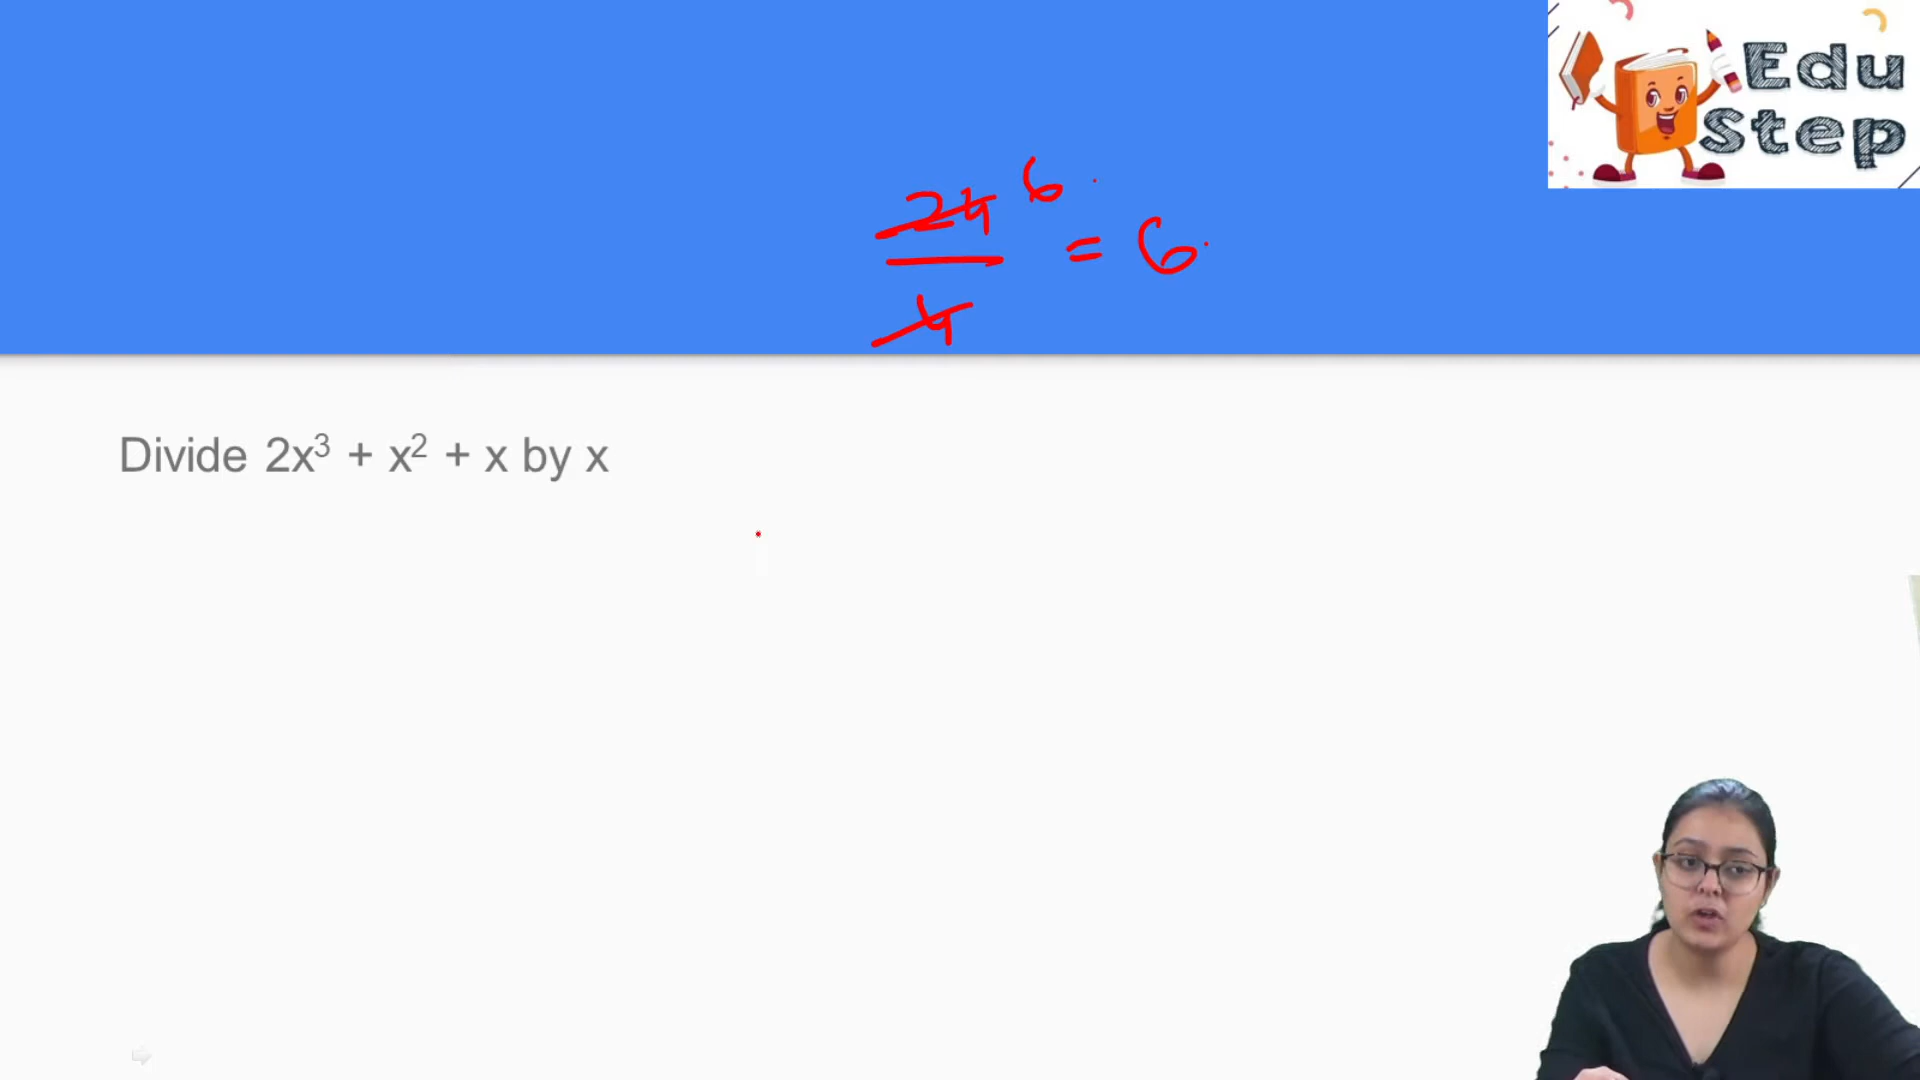 Edu
Step
24 6
4
= 6
Divide 2x³ + x² + x by x